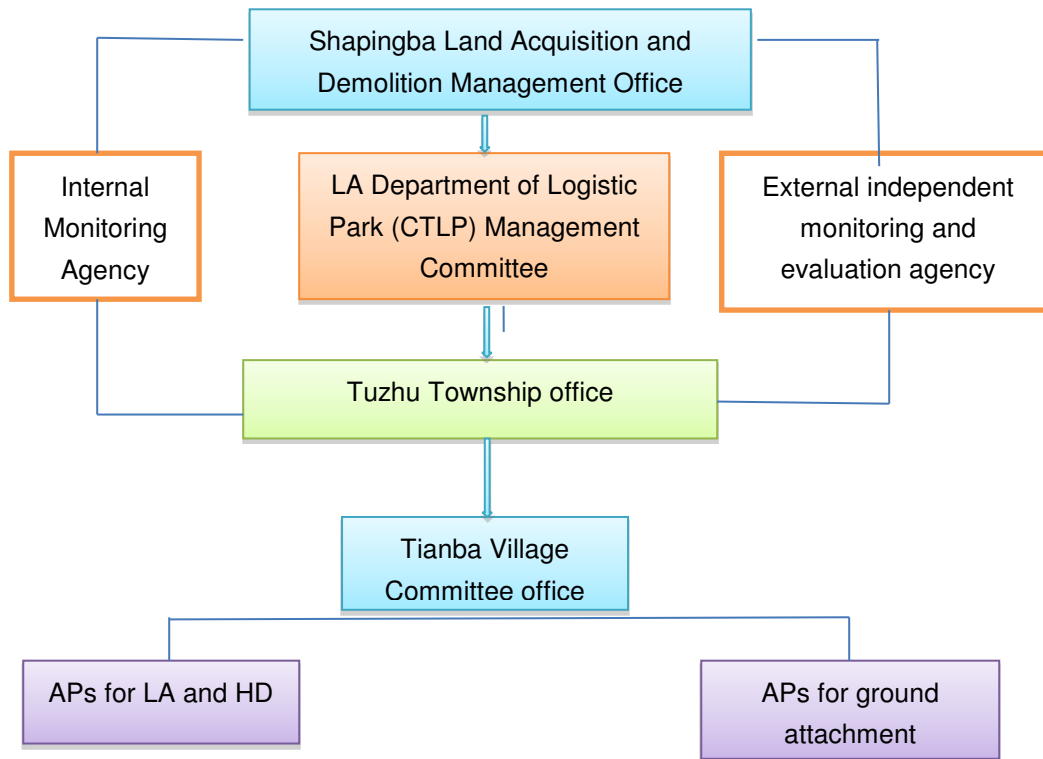 Shapingba Land Acquisition and
Demolition Management Office
Internal
Monitoring
Agency
LA Department of Logistic
Park (CTLP) Management
Committee
External independent
monitoring and
evaluation agency
Tuzhu Township office
Tianba Village
Committee office
APs for LA and HD
APs for ground
attachment